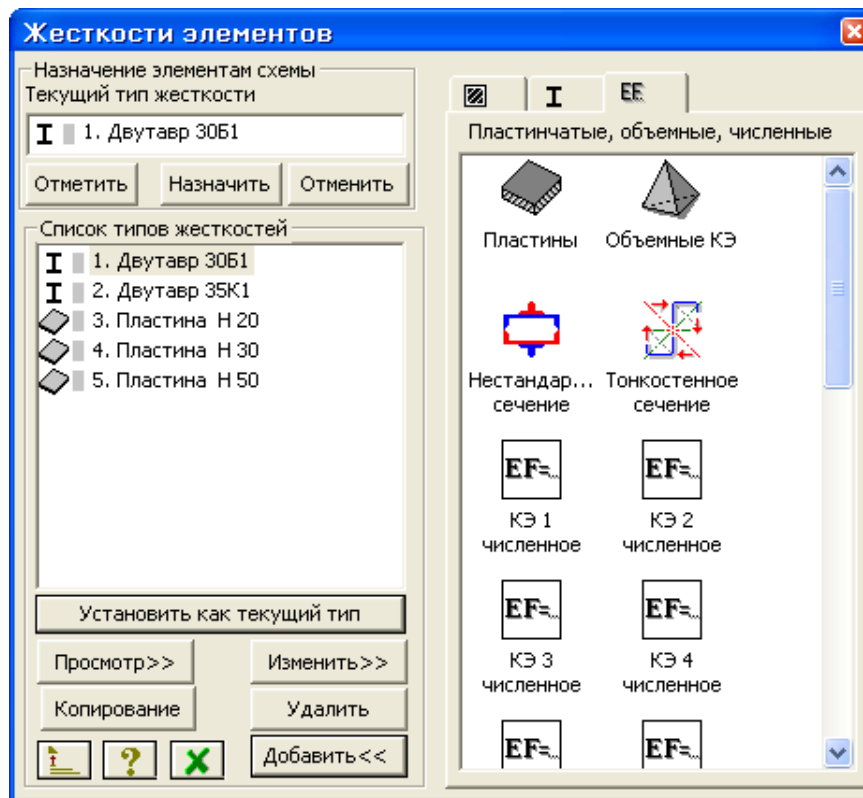 Жесткости элементов
Назначение элементам схемы
Текущий тип жесткости
1. Двутавр 30Б1
Отметить
Назначить
Отменить
Список типов жесткостей
1. Двутавр 30Б1
2. Двутавр 35К1
3. Пластина Н 20
4. Пластина Н 30
5. Пластина Н 50
Установить как текущий тип
Просмотр>>
Изменить>>
Копирование
Удалить
?
Добавить<<
EF
Пластинчатые, объемные, численные
Пластины
Объемные КЭ
Нестандар...
сечение
Тонкостенное
сечение
EF=..
EF=..
КЭ 1
численное
КЭ 2
численное
EF=..
EF=..
КЭ 3
численное
КЭ 4
численное
EF=..
EF=..